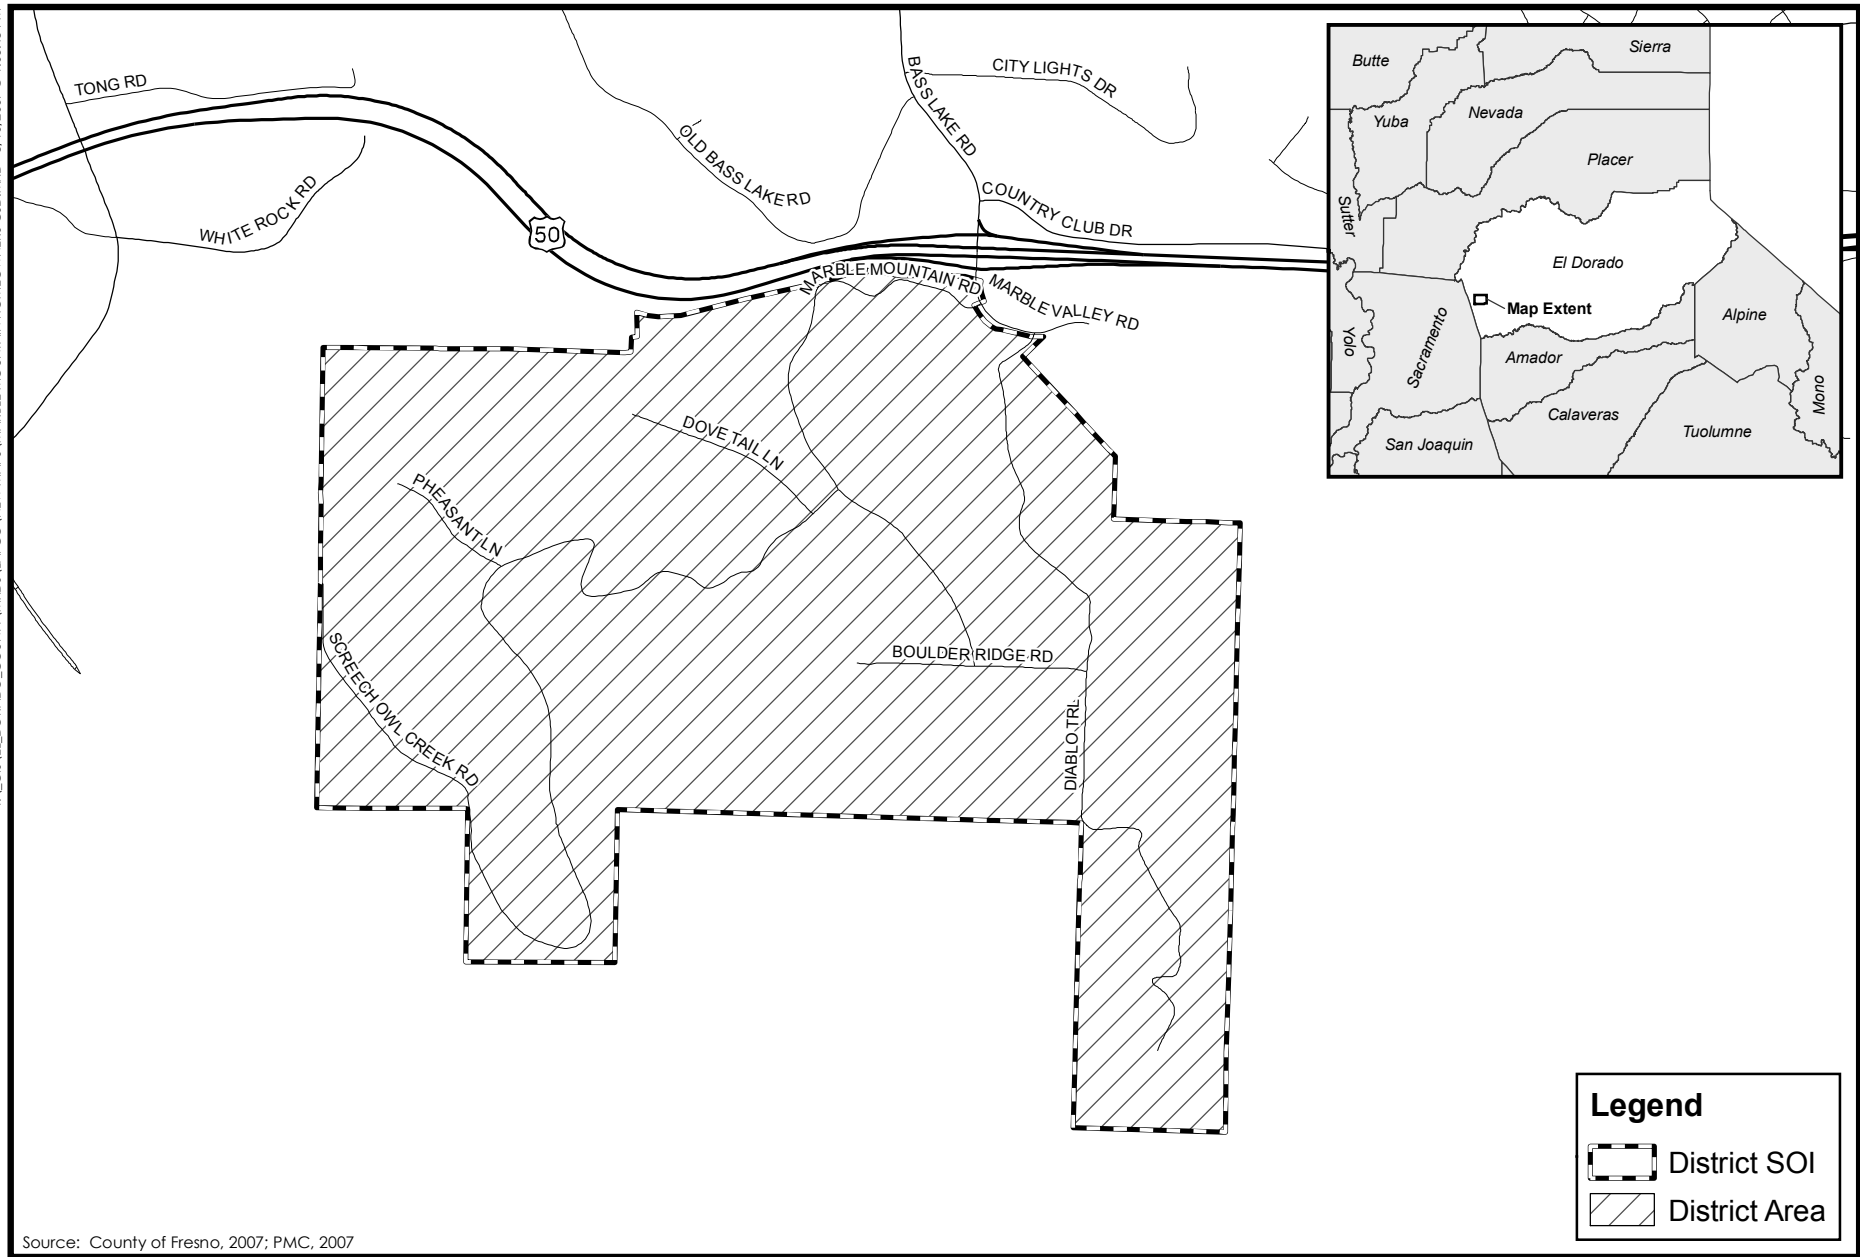 TONG RD
WHITE ROCK RD
50
OLD BASS LAKE RD
BASS LAKE RD
CITY LIGHTS DR
COUNTRY CLUB DR
MARBLE MOUNTAIN RD
MARBLE VALLEY RD
DOVE TAIL LN
PHEASANT LN
SCREECH OWL CREEK RD
BOULDER RIDGE RD
DIABLO TRL
Butte
Sierra
Yuba
Nevada
Placer
Sutter
El Dorado
Map Extent
Yolo
Sacramento
Alpine
Amador
Mono
Calaveras
San Joaquin
Tuolumne
Legend
District SOI
District Area
Source: County of Fresno, 2007; PMC, 2007